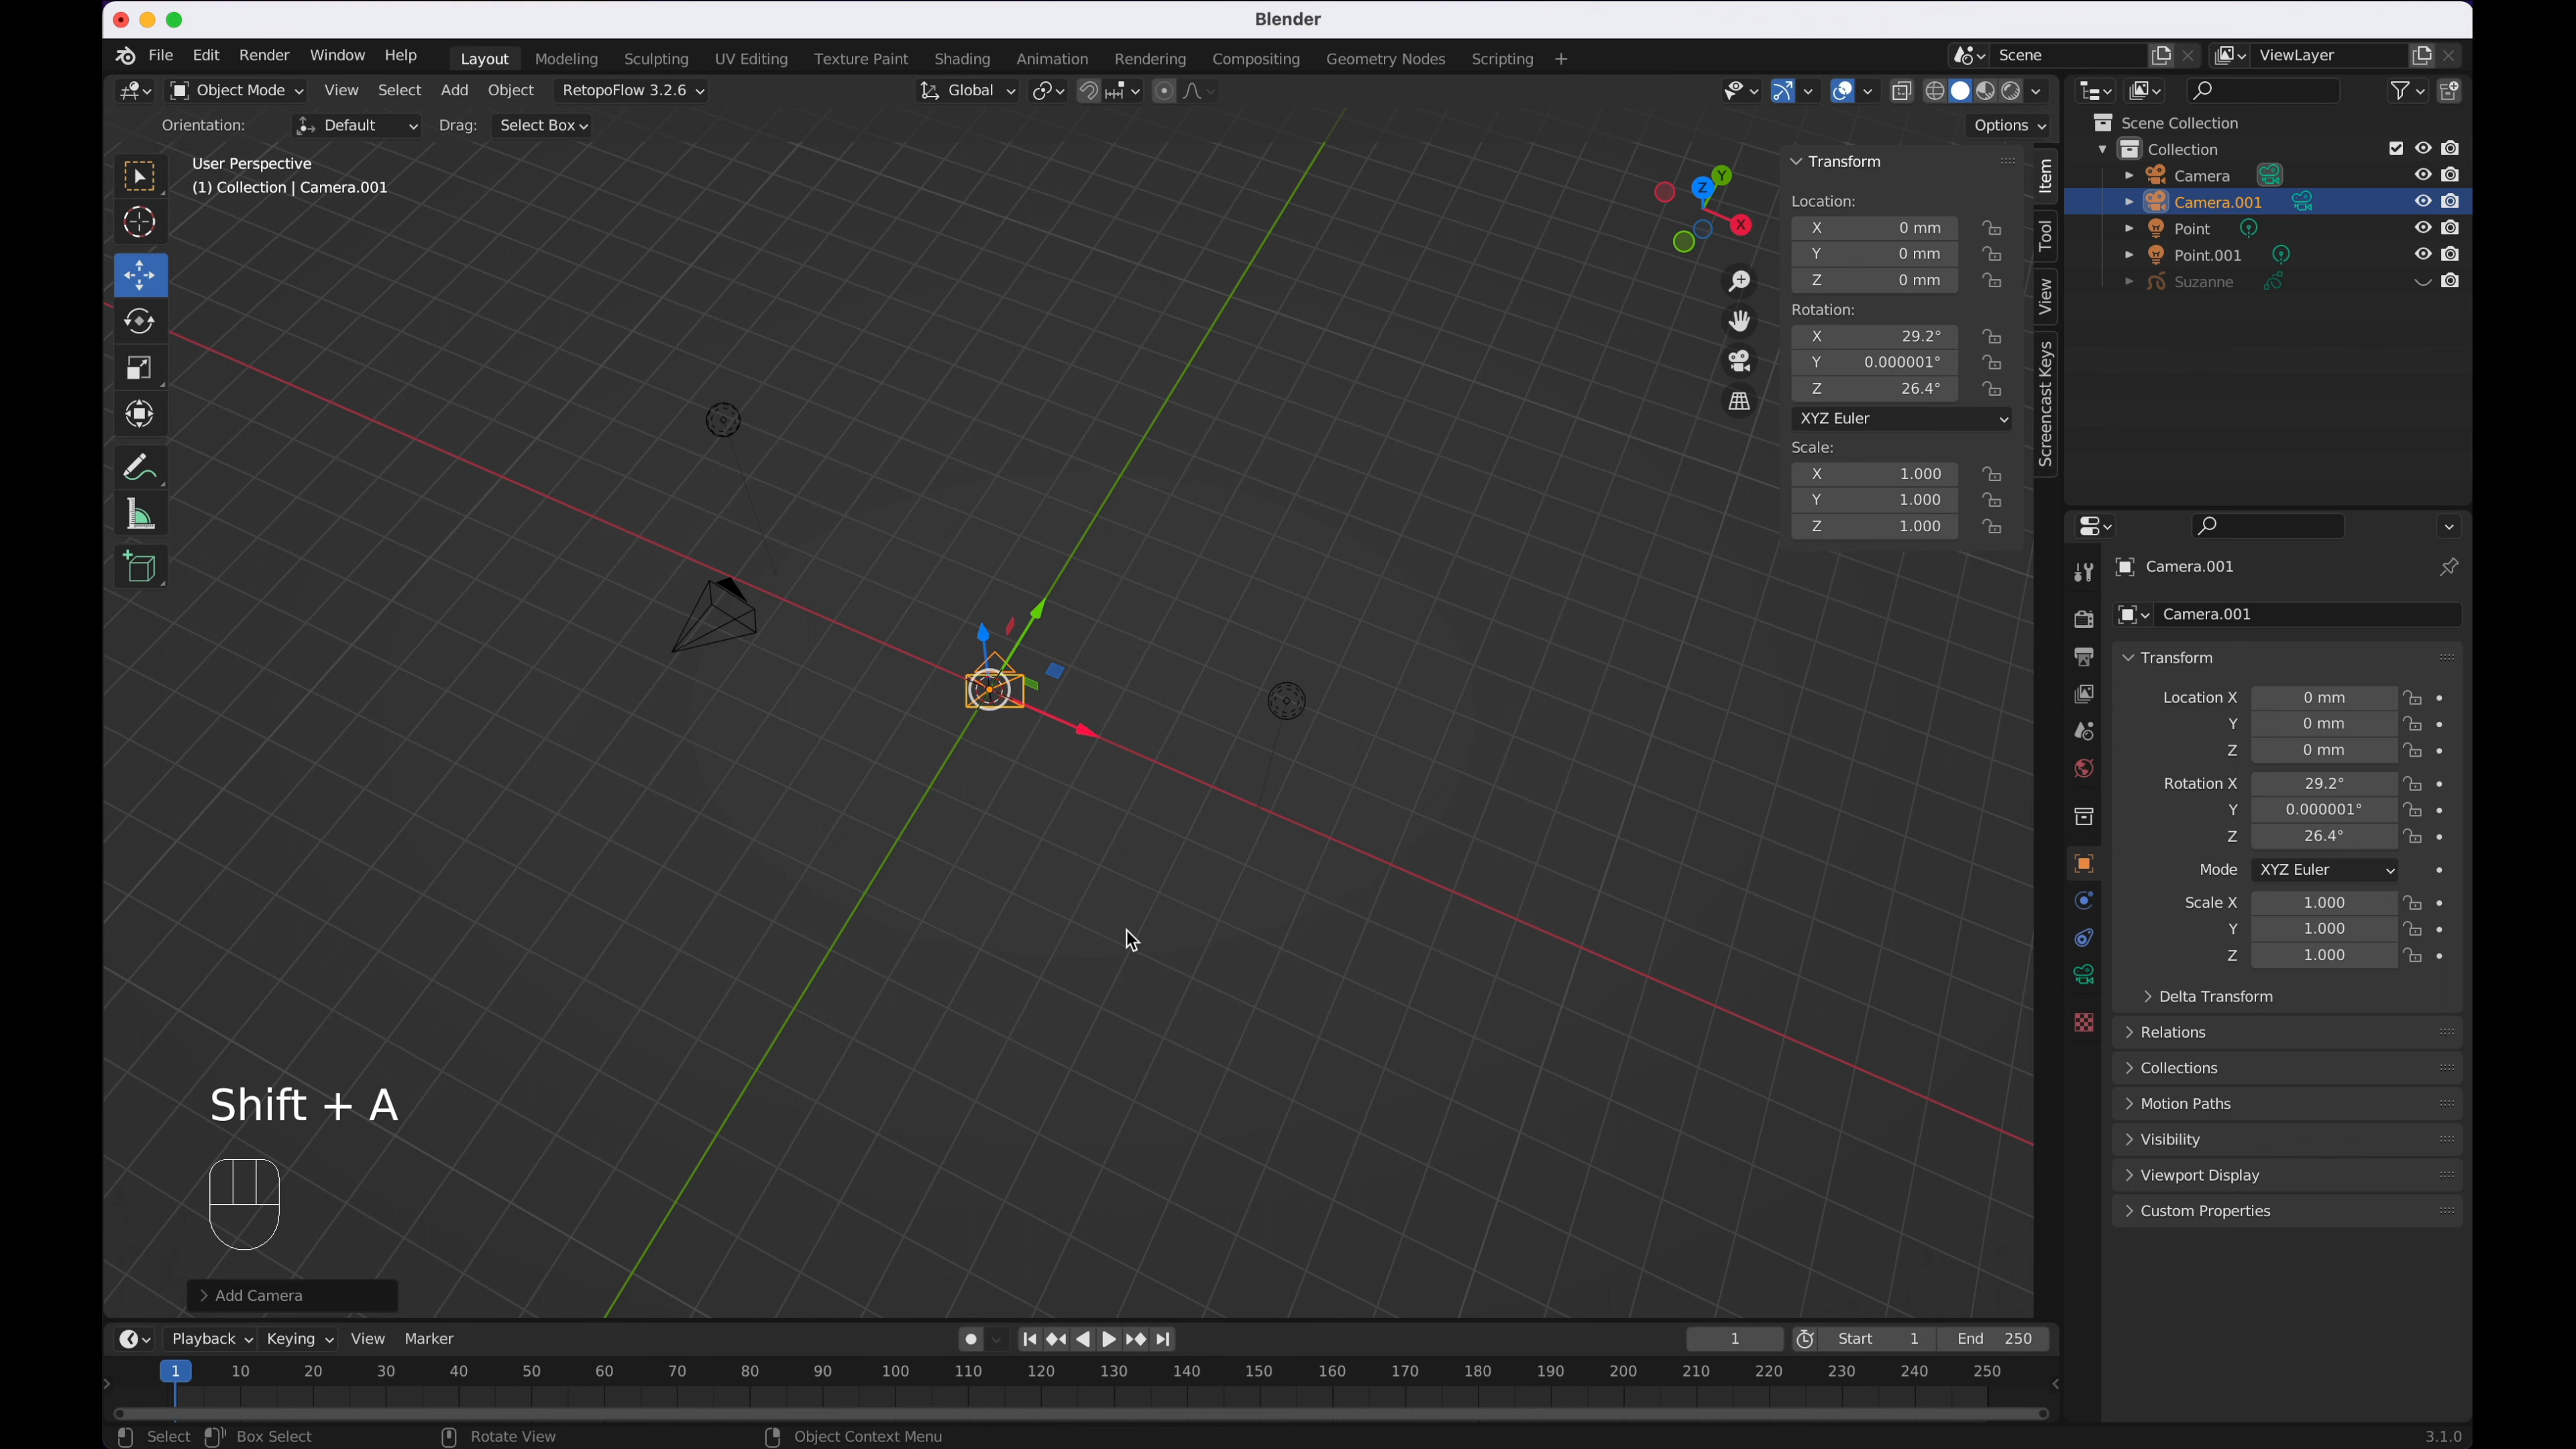 Blender
File Edit Render Window Help Layout Modeling Sculpting UV Editing Texture Paint Shading Animation Rendering Compositing Geometry Nodes Scripting + Scene ViewLayer
Object Mode View Select Add Object RetopoFlow 3.2.6 Global
Orientation: Default Drag: Select Box Options
User Perspective
(1) Collection | Camera.001
Z Y X
Transform
Location:
X 0 mm
Y 0 mm
Z 0 mm
Rotation:
X 29.2°
Y 0.000001°
Z 26.4°
XYZ Euler
Scale:
X 1.000
Y 1.000
Z 1.000
Item
Tool
View
Screencast Keys
Scene Collection
Collection
Camera
Camera.001
Point
Point.001
Suzanne
Camera.001
Camera.001
Transform
Location X 0 mm
Y 0 mm
Z 0 mm
Rotation X 29.2°
Y 0.000001°
Z 26.4°
Mode XYZ Euler
Scale X 1.000
Y 1.000
Z 1.000
Delta Transform
Relations
Collections
Motion Paths
Visibility
Viewport Display
Custom Properties
Shift + A
Add Camera
Playback Keying View Marker 1 Start 1 End 250
1 10 20 30 40 50 60 70 80 90 100 110 120 130 140 150 160 170 180 190 200 210 220 230 240 250
Select Box Select Rotate View Object Context Menu 3.1.0